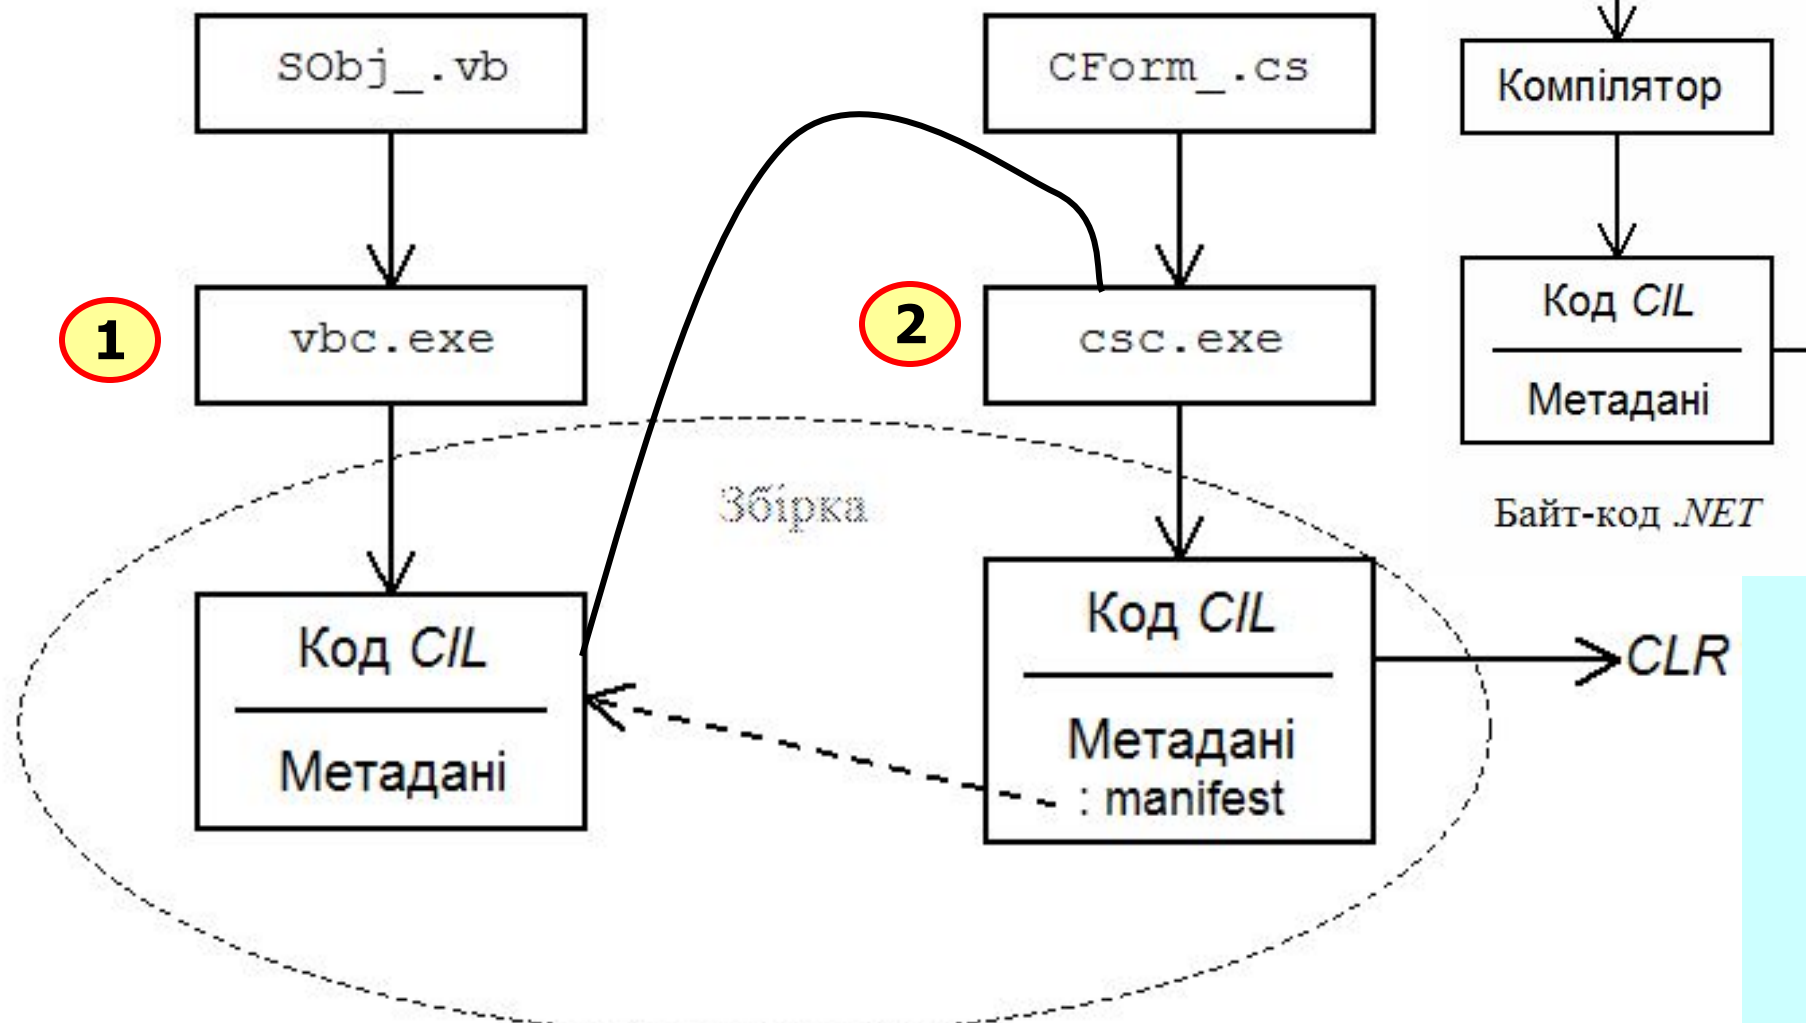 SObj_.vb
CForm_.cs
Компілятор
1
vbc.exe
2
csc.exe
Код CIL
Метадані
Збірка
Байт-код .NET
Код CIL
Метадані
Код CIL
Метадані
: manifest
CLR